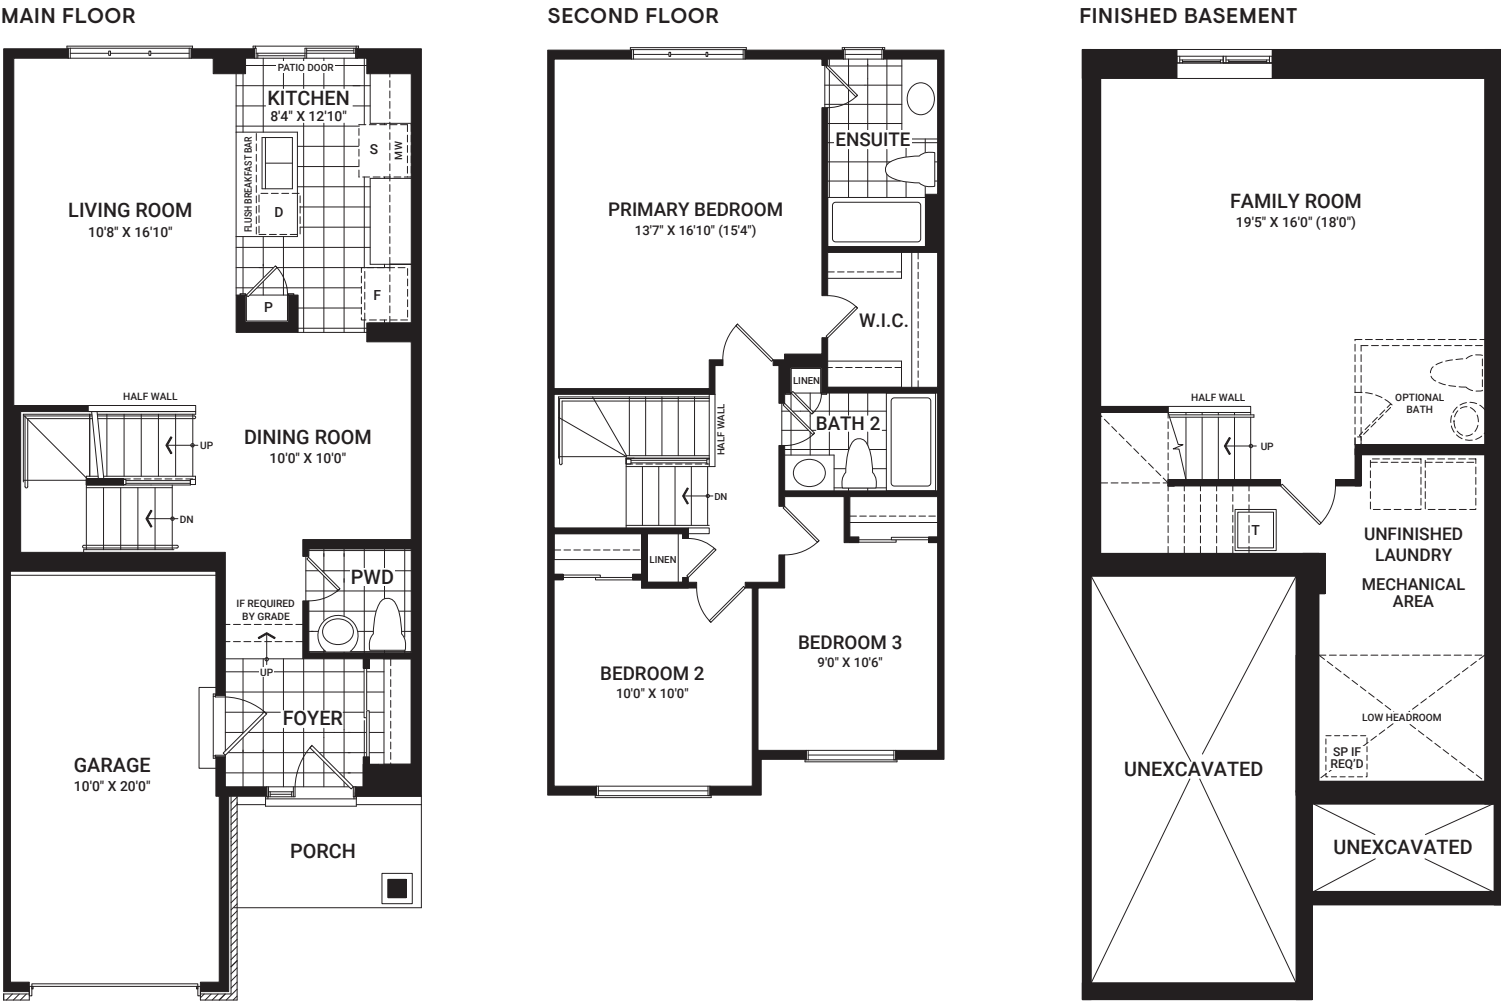 MAIN FLOOR
PATIO DOOR
KITCHEN
8'4" X 12'10"
FLUSH BREAKFAST BAR
S
MW
D
LIVING ROOM
10'8" X 16'10"
P
F
HALF WALL
UP
DINING ROOM
10'0" X 10'0"
DN
PWD
IF REQUIRED
BY GRADE
UP
FOYER
GARAGE
10'0" X 20'0"
PORCH
SECOND FLOOR
ENSUITE
PRIMARY BEDROOM
13'7" X 16'10" (15'4")
W.I.C.
LINEN
HALF WALL
BATH 2
DN
LINEN
BEDROOM 3
9'0" X 10'6"
BEDROOM 2
10'0" X 10'0"
FINISHED BASEMENT
FAMILY ROOM
19'5" X 16'0" (18'0")
HALF WALL
OPTIONAL
BATH
UP
T
UNFINISHED
LAUNDRY
MECHANICAL
AREA
LOW HEADROOM
SP IF
REQ'D
UNEXCAVATED
UNEXCAVATED